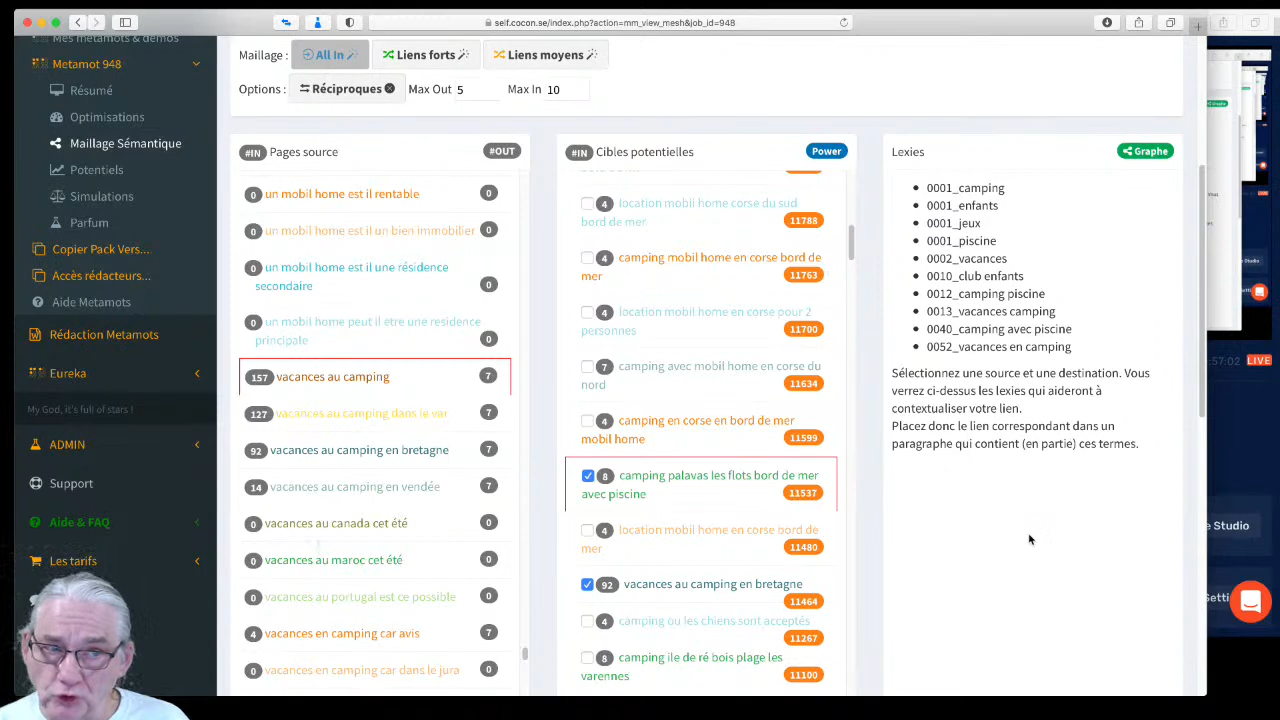 self.cocon.se/index.php?action=mm_view_mesh&job_id=948
Mes métamots & démos
Metamot 948
Résumé
Optimisations
Maillage Sémantique
Potentiels
Simulations
Parfum
Copier Pack Vers...
Accès rédacteurs...
Aide Metamots
Rédaction Metamots
Eureka
My God, it's full of stars !
ADMIN
Support
Aide & FAQ
Les tarifs
Maillage :
All In
Liens forts
Liens moyens
Options :
Réciproques
Max Out 5
Max In 10
#IN Pages source #OUT
0 un mobil home est il rentable 0
0 un mobil home est il un bien immobilier 0
0 un mobil home est il une résidence
secondaire 0
0 un mobil home peut il etre une residence
principale 0
157 vacances au camping 7
127 vacances au camping dans le var 7
92 vacances au camping en bretagne 7
14 vacances au camping en vendée 7
0 vacances au canada cet été 0
0 vacances au maroc cet été 0
0 vacances au portugal est ce possible 0
4 vacances en camping car avis 7
0 vacances en camping car dans le jura 0
#IN Cibles potentielles Power
4 location mobil home corse du sud
bord de mer 11788
4 camping mobil home en corse bord de
mer 11763
4 location mobil home en corse pour 2
personnes 11700
7 camping avec mobil home en corse du
nord 11634
4 camping en corse en bord de mer
mobil home 11599
8 camping palavas les flots bord de mer
avec piscine 11537
4 location mobil home en corse bord de
mer 11480
92 vacances au camping en bretagne
11464
4 camping ou les chiens sont acceptés
11267
8 camping ile de ré bois plage les
varennes 11100
Lexies Graphe
0001_camping
0001_enfants
0001_jeux
0001_piscine
0002_vacances
0010_club enfants
0012_camping piscine
0013_vacances camping
0040_camping avec piscine
0052_vacances en camping
Sélectionnez une source et une destination. Vous
verrez ci-dessus les lexies qui aideront à
contextualiser votre lien.
Placez donc le lien correspondant dans un
paragraphe qui contient (en partie) ces termes.
:57:02 LIVE
e Studio